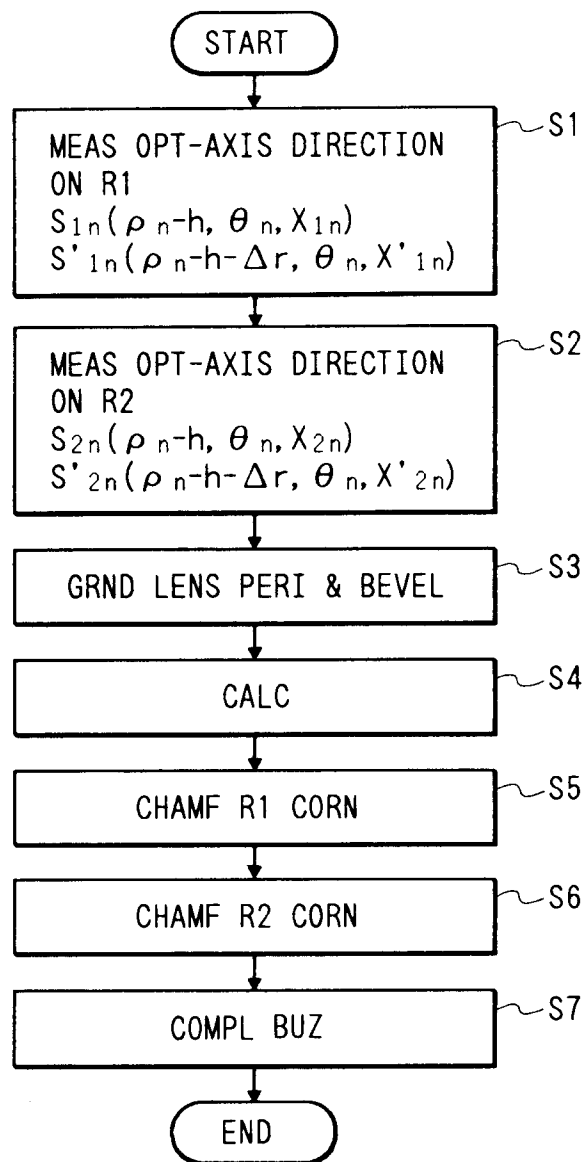 START
S1
MEAS OPT-AXIS DIRECTION
ON R1
S₁ₙ(ρₙ-h, θₙ, X₁ₙ)
S'₁ₙ(ρₙ-h-Δr, θₙ, X'₁ₙ)
S2
MEAS OPT-AXIS DIRECTION
ON R2
S₂ₙ(ρₙ-h, θₙ, X₂ₙ)
S'₂ₙ(ρₙ-h-Δr, θₙ, X'₂ₙ)
S3
GRND LENS PERI & BEVEL
S4
CALC
S5
CHAMF R1 CORN
S6
CHAMF R2 CORN
S7
COMPL BUZ
END